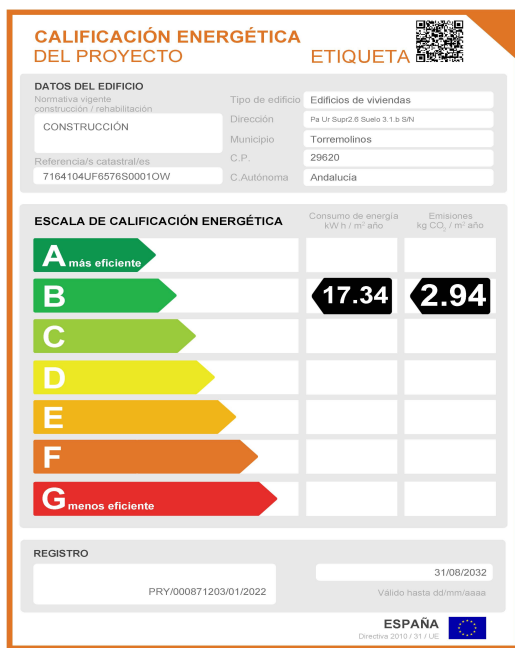 CALIFICACIÓN ENERGÉTICA
DEL PROYECTO
ETIQUETA
DATOS DEL EDIFICIO
Normativa vigente
construcción / rehabilitación
CONSTRUCCIÓN
Referencia/s catastral/es
7164104UF6576S0001OW
Tipo de edificio
Edificios de viviendas
Dirección
Pa Ur Supr2.6 Suelo 3.1.b S/N
Municipio
Torremolinos
C.P.
29620
C.Autónoma
Andalucía
ESCALA DE CALIFICACIÓN ENERGÉTICA
Consumo de energía
kW h / m² año
Emisiones
kg CO₂ / m² año
A más eficiente
B
17.34
2.94
C
D
E
F
G menos eficiente
REGISTRO
PRY/000871203/01/2022
31/08/2032
Válido hasta dd/mm/aaaa
ESPAÑA
Directiva 2010 / 31 / UE